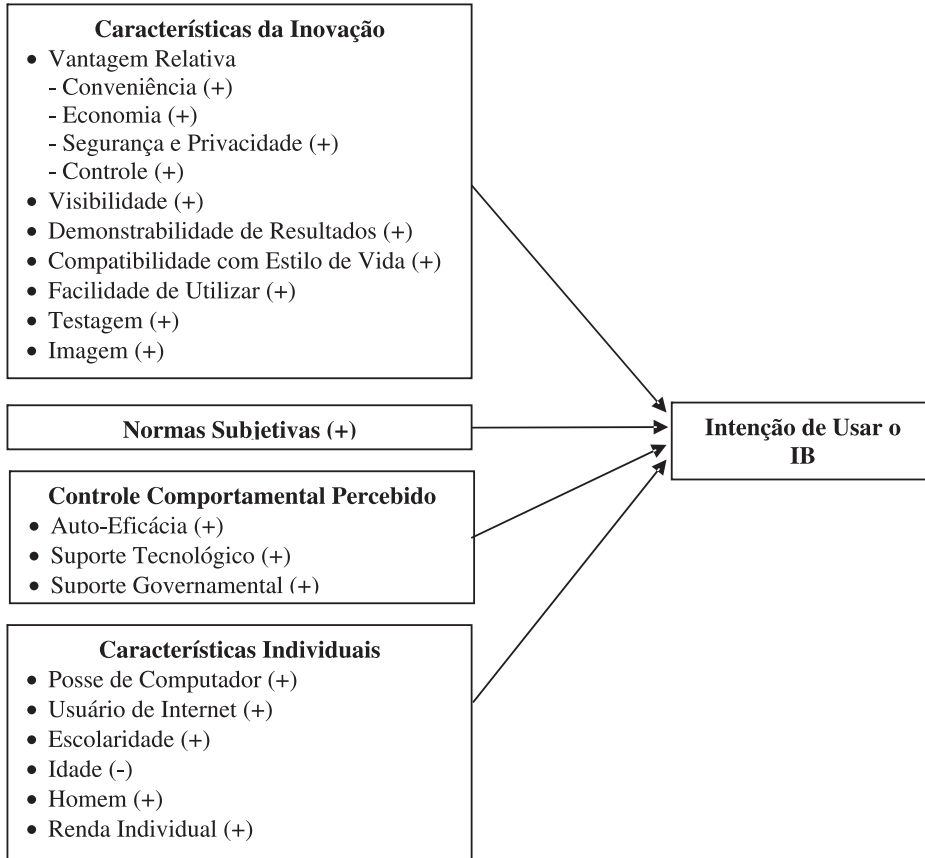 Características da Inovação
• Vantagem Relativa
- Conveniência (+)
- Economia (+)
- Segurança e Privacidade (+)
- Controle (+)
• Visibilidade (+)
• Demonstrabilidade de Resultados (+)
• Compatibilidade com Estilo de Vida (+)
• Facilidade de Utilizar (+)
• Testagem (+)
• Imagem (+)
Normas Subjetivas (+)
Controle Comportamental Percebido
• Auto-Eficácia (+)
• Suporte Tecnológico (+)
• Suporte Governamental (+)
Características Individuais
• Posse de Computador (+)
• Usuário de Internet (+)
• Escolaridade (+)
• Idade (-)
• Homem (+)
• Renda Individual (+)
Intenção de Usar o
IB